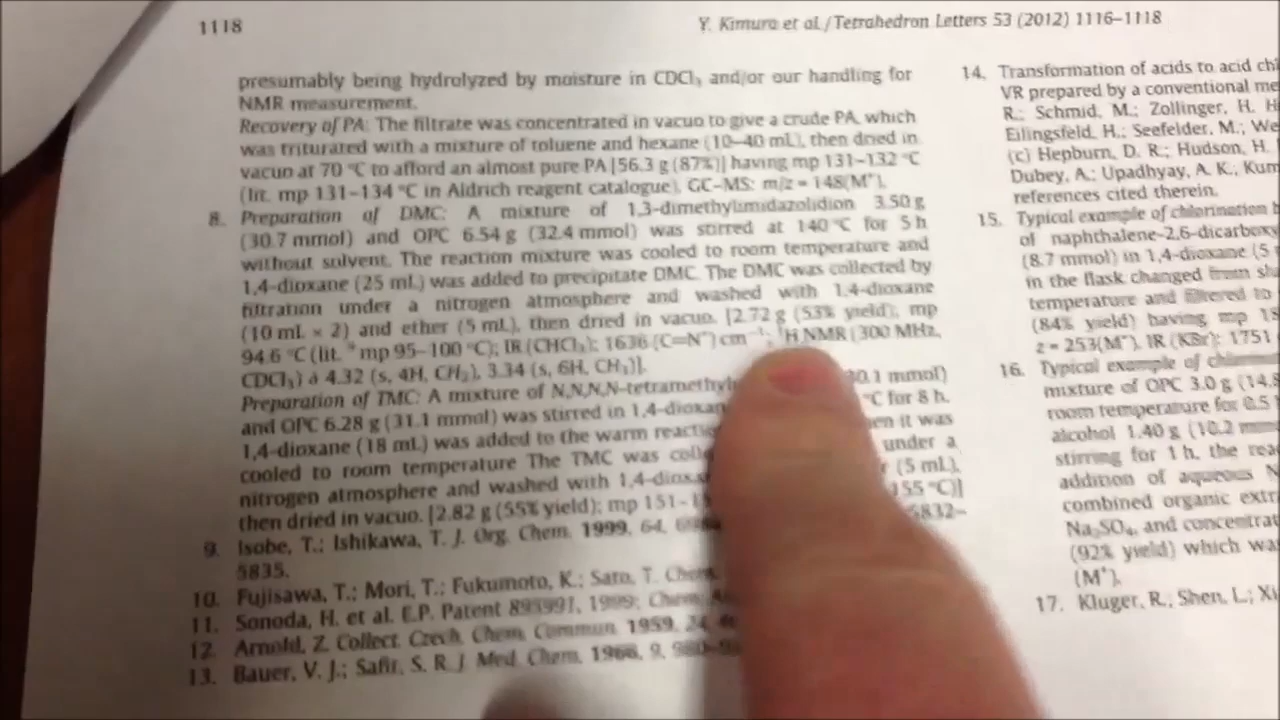 1118
Y. Kimura et al./Tetrahedron Letters 53 (2012) 1116–1118
presumably being hydrolyzed by moisture in CDCl₃ and/or our handling for
NMR measurement.
Recovery of PA: The filtrate was concentrated in vacuo to give a crude PA, which
was triturated with a mixture of toluene and hexane (10–40 mL), then dried in
vacuo at 70 °C to afford an almost pure PA [56.3 g (87%)] having mp 131–132 °C
(lit. mp 131–134 °C in Aldrich reagent catalogue). GC–MS: m/z = 148(M⁺).
8. Preparation of DMC: A mixture of 1,3-dimethylimidazolidion 3.50 g
(30.7 mmol) and OPC 6.54 g (32.4 mmol) was stirred at 140 °C for 5 h
without solvent. The reaction mixture was cooled to room temperature and
1,4-dioxane (25 mL) was added to precipitate DMC. The DMC was collected by
filtration under a nitrogen atmosphere and washed with 1,4-dioxane
(10 mL × 2) and ether (5 mL), then dried in vacuo. [2.72 g (53% yield); mp
94.6 °C (lit. mp 95–100 °C); IR (CHCl₃); 1636 (C=N⁺) cm⁻¹; ¹H NMR (300 MHz,
CDCl₃) δ 4.32 (s, 4H, CH₂), 3.34 (s, 6H, CH₃)].
Preparation of TMC: A mixture of N,N,N,N-tetramethyl 30.1 mmol)
and OPC 6.28 g (31.1 mmol) was stirred in 1,4-dioxan °C for 8 h.
1,4-dioxane (18 mL) was added to the warm it was
cooled to room temperature The TMC was under a
nitrogen atmosphere and washed with (5 mL),
then dried in vacuo. [2.82 g (55% yield); mp 151– 155 °C)]
9. Isobe, T.; Ishikawa, T. J. Org. Chem. 1999, 64, 5832–
5835.
10. Fujisawa, T.; Mori, T.; Fukumoto, K.; Sato, T.
11. Sonoda, H. et al. E.P. Patent 1999;
12. Arnold, Z. Collect. Czech. Chem. Commun. 1959, 24,
13. Bauer, V. J.; Safir, S. R. J. Med. Chem. 1966, 9,
14. Transformation of acids to acid
VR prepared by a conventional
R.; Schmid, M.; Zollinger, H.
Eilingsfeld, H.; Seefelder, M.;
(c) Hepburn, D. R.; Hudson, H.
Dubey, A.; Upadhyay, A. K.;
references cited therein.
15. Typical example of chlorination
of
(8.7 mmol) in 1,4-dioxane (5
in the flask changed from
temperature and filtered to
(84% yield) having mp
z = 253(M⁺), IR (KBr): 1751
16. Typical example of
mixture of OPC 3.0 g
room temperature for 0.5
alcohol 1.40 g (10.2
stirring for 1 h, the
addition of aqueous
combined organic
Na₂SO₄, and
(92% yield) which
(M⁺).
17. Kluger, R.; Shen, L.;